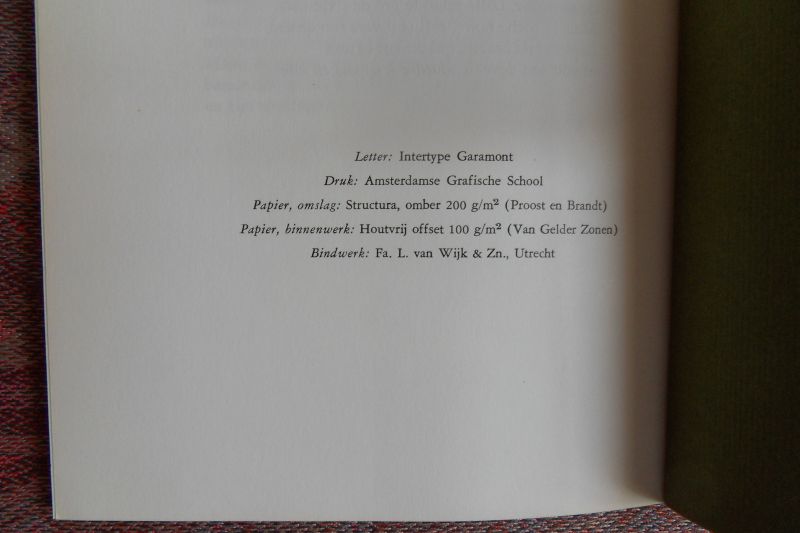 Letter: Intertype Garamont
Druk: Amsterdamse Grafische School
Papier, omslag: Structura, omber 200 g/m² (Proost en Brandt)
Papier, binnenwerk: Houtvrij offset 100 g/m² (Van Gelder Zonen)
Bindwerk: Fa. L. van Wijk & Zn., Utrecht